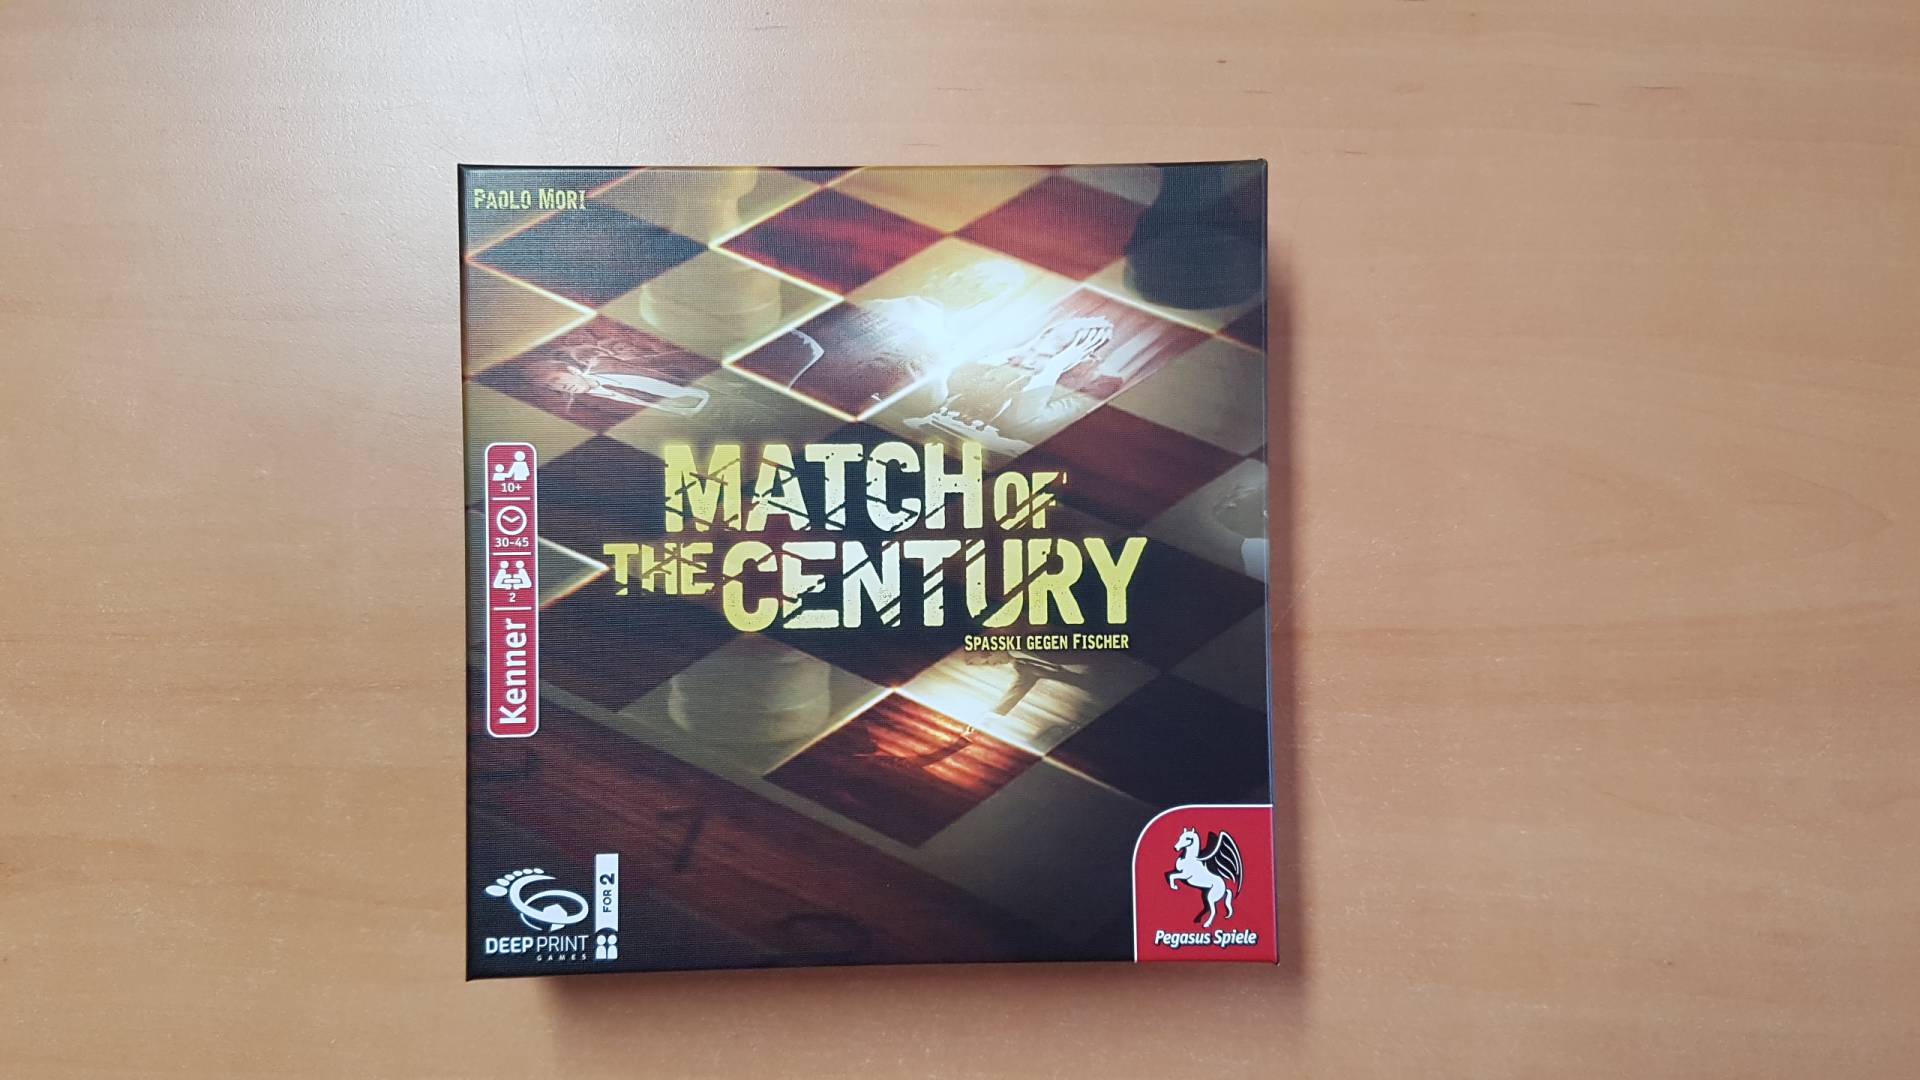 PAOLO MORI
MATCH OF
THE CENTURY
SPASSKI GEGEN FISCHER
10+
30-45
2
Kenner
FOR 2
DEEP PRINT
GAMES
Pegasus Spiele